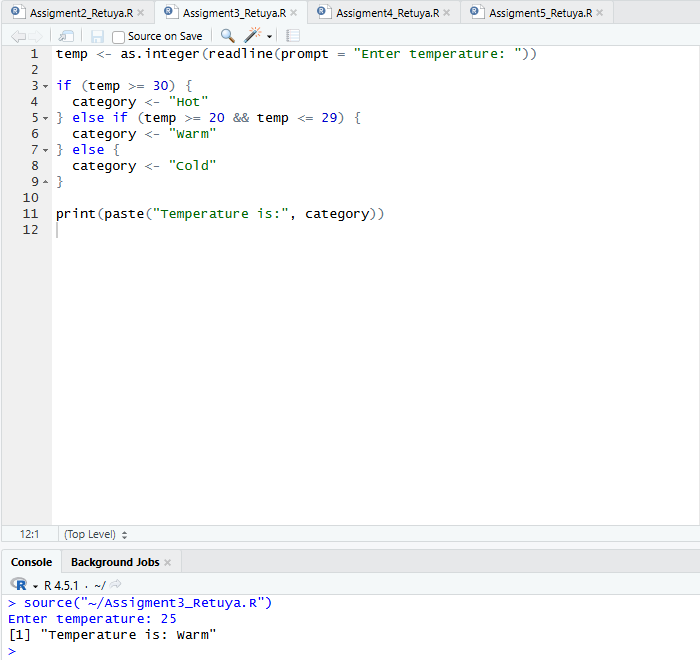 Assigment2_Retuya.R Assigment3_Retuya.R Assigment4_Retuya.R Assigment5_Retuya.R
Source on Save
1 temp <- as.integer(readline(prompt = "Enter temperature: "))
2
3 if (temp >= 30) {
4   category <- "Hot"
5 } else if (temp >= 20 && temp <= 29) {
6   category <- "Warm"
7 } else {
8   category <- "Cold"
9 }
10
11 print(paste("Temperature is:", category))
12
12:1 (Top Level)
Console Background Jobs
R R 4.5.1 · ~/
> source("~/Assigment3_Retuya.R")
Enter temperature: 25
[1] "Temperature is: Warm"
>